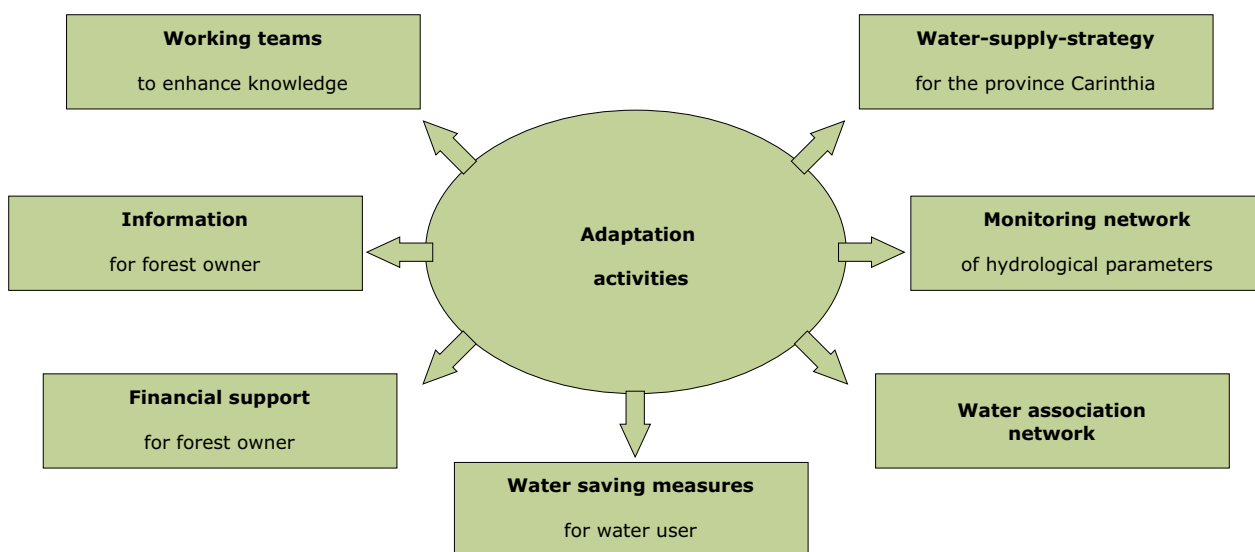 Working teams
to enhance knowledge
Water-supply-strategy
for the province Carinthia
Information
for forest owner
Adaptation
activities
Monitoring network
of hydrological parameters
Financial support
for forest owner
Water association
network
Water saving measures
for water user